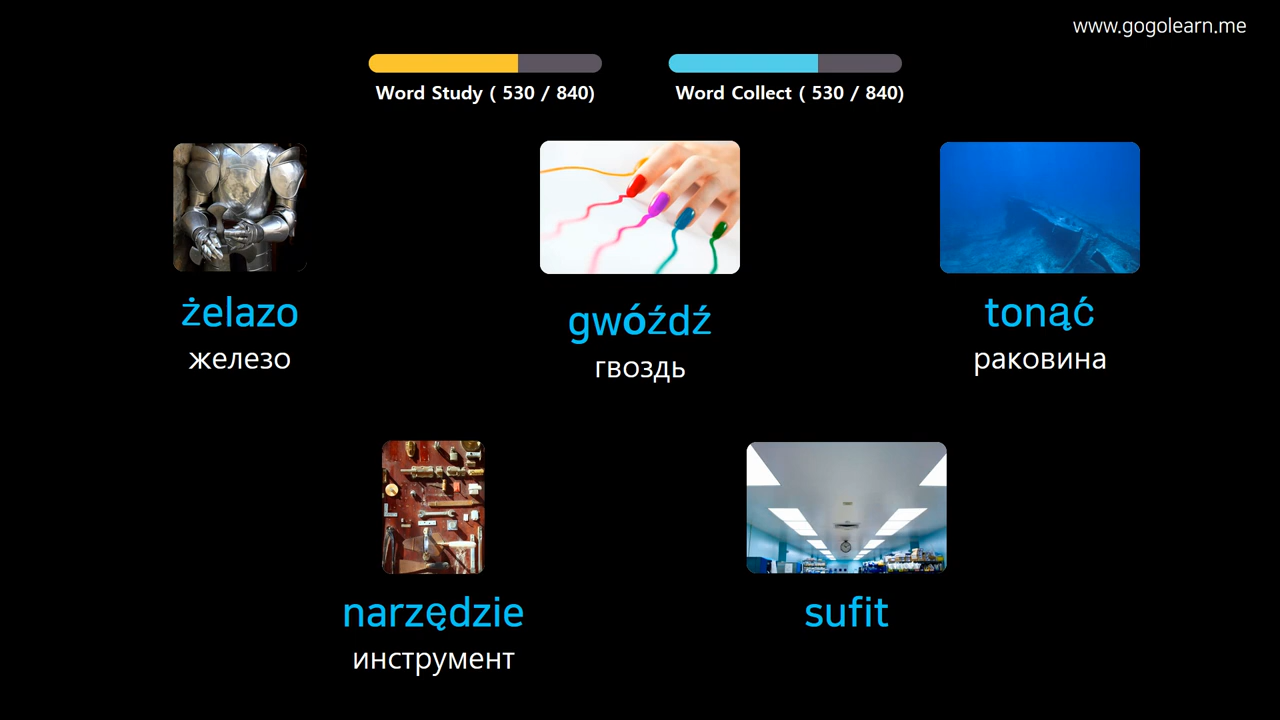 www.gogolearn.me
Word Study ( 530 / 840)
Word Collect ( 530 / 840)
żelazo
железо
gwóźdź
гвоздь
tonąć
раковина
narzędzie
инструмент
sufit